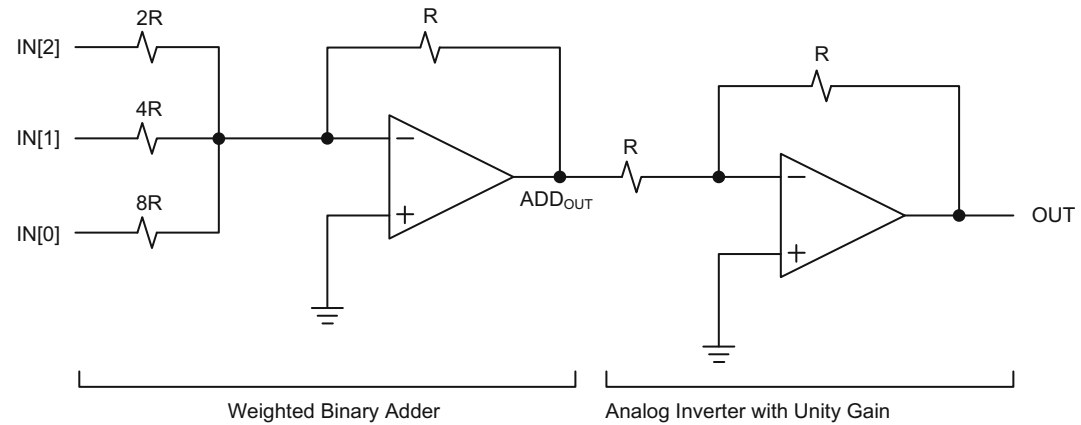 2R
IN[2]
R
R
4R
IN[1]
R
−
−
8R
ADD_OUT
IN[0]
+
OUT
+
Weighted Binary Adder
Analog Inverter with Unity Gain